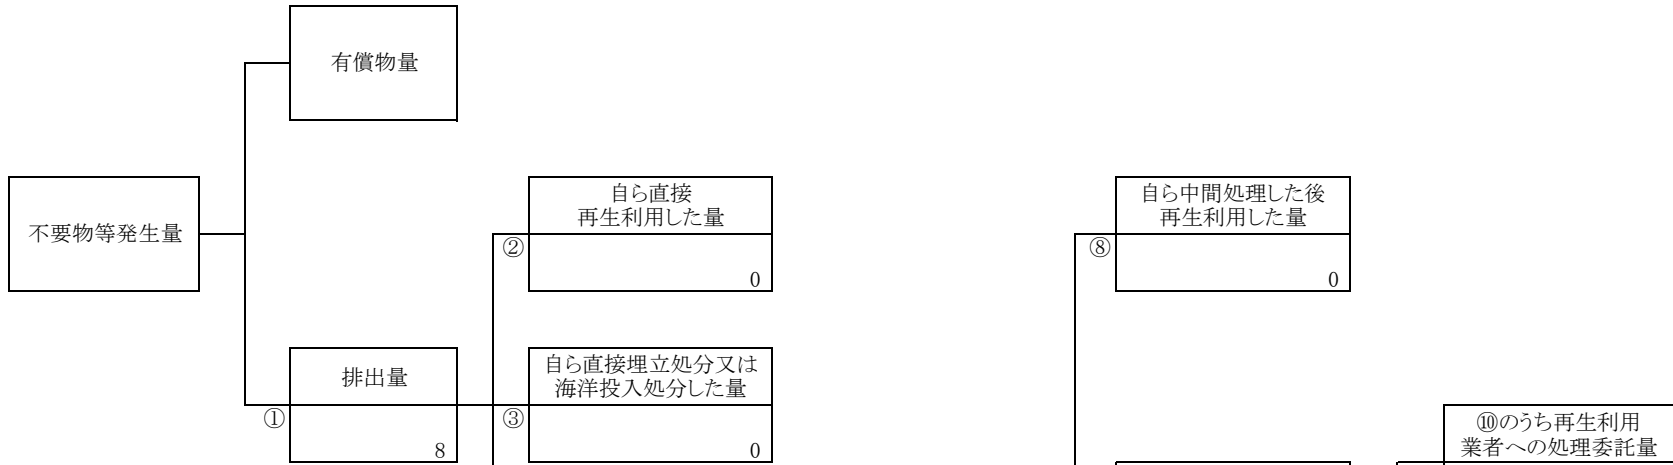 有償物量
不要物等発生量
自ら直接
再生利用した量
②
0
自ら中間処理した後
再生利用した量
⑧
0
排出量
①
8
自ら直接埋立処分又は
海洋投入処分した量
③
0
⑩のうち再生利用
業者への処理委託量